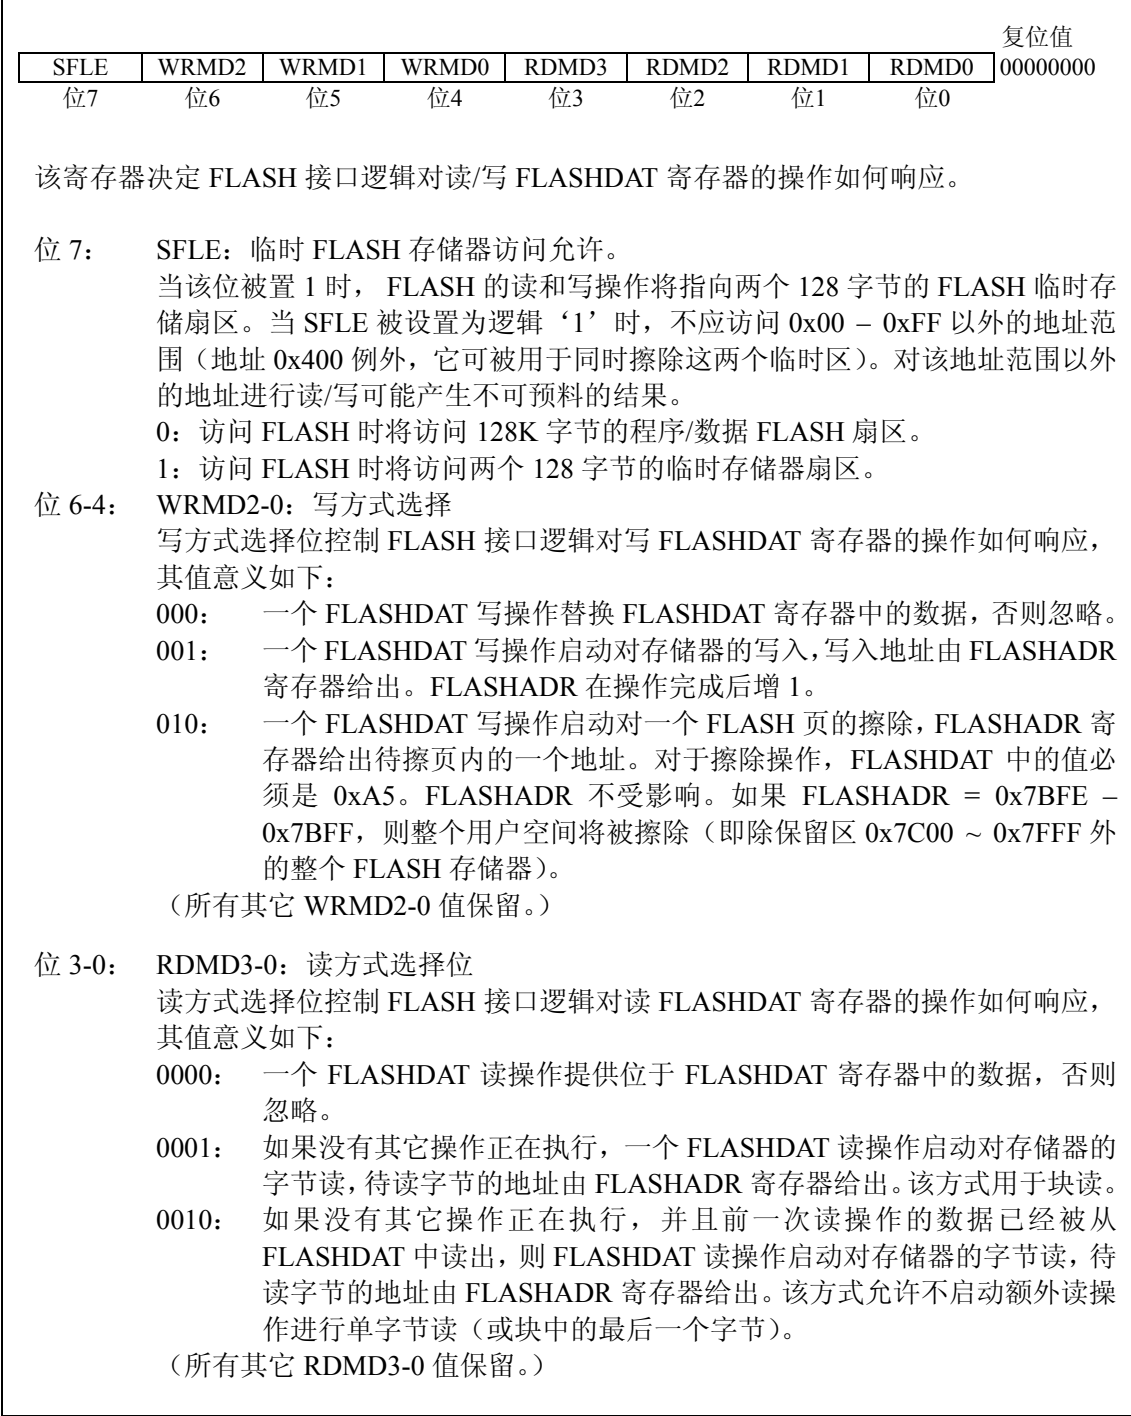 复位值
SFLE WRMD2 WRMD1 WRMD0 RDMD3 RDMD2 RDMD1 RDMD0 00000000
位7 位6 位5 位4 位3 位2 位1 位0
该寄存器决定 FLASH 接口逻辑对读/写 FLASHDAT 寄存器的操作如何响应。
位 7： SFLE：临时 FLASH 存储器访问允许。
当该位被置 1 时， FLASH 的读和写操作将指向两个 128 字节的 FLASH 临时存
储扇区。当 SFLE 被设置为逻辑‘1’时，不应访问 0x00 – 0xFF 以外的地址范
围（地址 0x400 例外，它可被用于同时擦除这两个临时区）。对该地址范围以外
的地址进行读/写可能产生不可预料的结果。
0：访问 FLASH 时将访问 128K 字节的程序/数据 FLASH 扇区。
1：访问 FLASH 时将访问两个 128 字节的临时存储器扇区。
位 6-4： WRMD2-0：写方式选择
写方式选择位控制 FLASH 接口逻辑对写 FLASHDAT 寄存器的操作如何响应，
其值意义如下：
000： 一个 FLASHDAT 写操作替换 FLASHDAT 寄存器中的数据，否则忽略。
001： 一个 FLASHDAT 写操作启动对存储器的写入，写入地址由 FLASHADR
寄存器给出。FLASHADR 在操作完成后增 1。
010： 一个 FLASHDAT 写操作启动对一个 FLASH 页的擦除，FLASHADR 寄
存器给出待擦页内的一个地址。对于擦除操作，FLASHDAT 中的值必
须是 0xA5。FLASHADR 不受影响。如果 FLASHADR = 0x7BFE –
0x7BFF，则整个用户空间将被擦除（即除保留区 0x7C00 ~ 0x7FFF 外
的整个 FLASH 存储器）。
（所有其它 WRMD2-0 值保留。）
位 3-0： RDMD3-0：读方式选择位
读方式选择位控制 FLASH 接口逻辑对读 FLASHDAT 寄存器的操作如何响应，
其值意义如下：
0000： 一个 FLASHDAT 读操作提供位于 FLASHDAT 寄存器中的数据，否则
忽略。
0001： 如果没有其它操作正在执行，一个 FLASHDAT 读操作启动对存储器的
字节读，待读字节的地址由 FLASHADR 寄存器给出。该方式用于块读。
0010： 如果没有其它操作正在执行，并且前一次读操作的数据已经被从
FLASHDAT 中读出，则 FLASHDAT 读操作启动对存储器的字节读，待
读字节的地址由 FLASHADR 寄存器给出。该方式允许不启动额外读操
作进行单字节读（或块中的最后一个字节）。
（所有其它 RDMD3-0 值保留。）